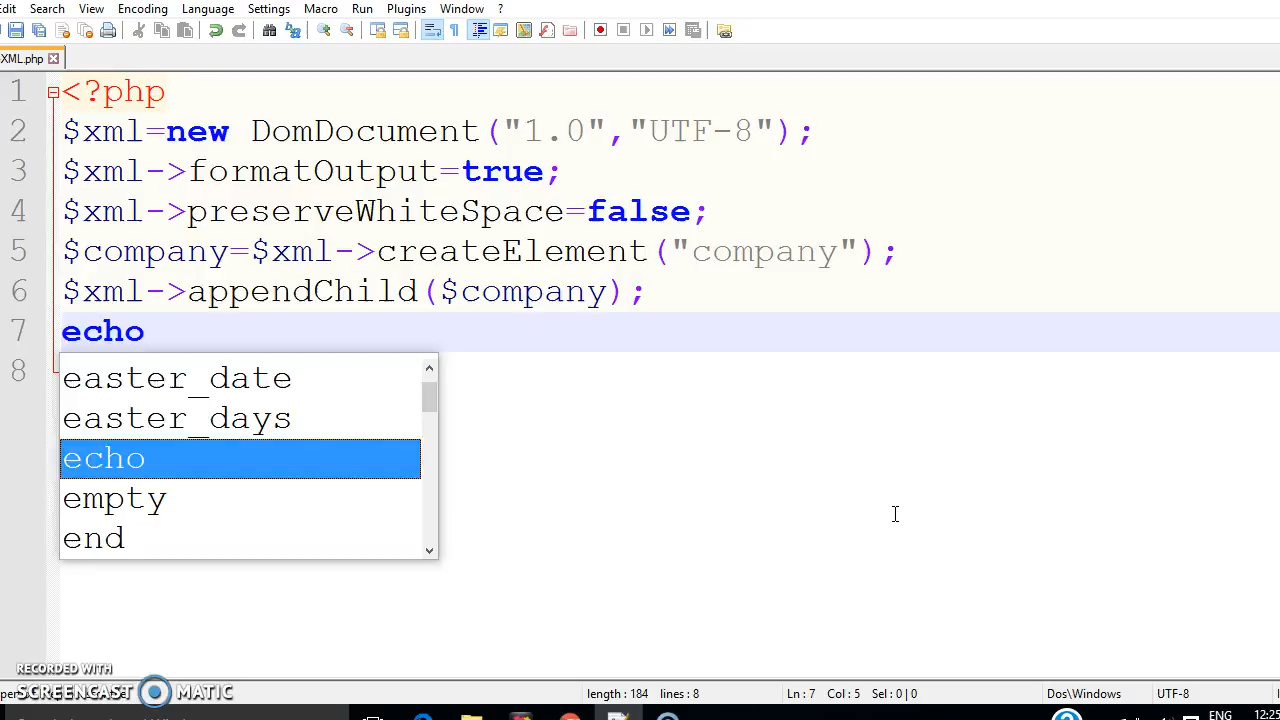 Edit Search View Encoding Language Settings Macro Run Plugins Window ?
XML.php
1 <?php
2 $xml=new DomDocument("1.0","UTF-8");
3 $xml->formatOutput=true;
4 $xml->preserveWhiteSpace=false;
5 $company=$xml->createElement("company");
6 $xml->appendChild($company);
7 echo
8
easter_date
easter_days
echo
empty
end
RECORDED WITH
SCREENCAST MATIC
length : 184 lines : 8 Ln : 7 Col : 5 Sel : 0 | 0 Dos\Windows UTF-8
ENG 12:25